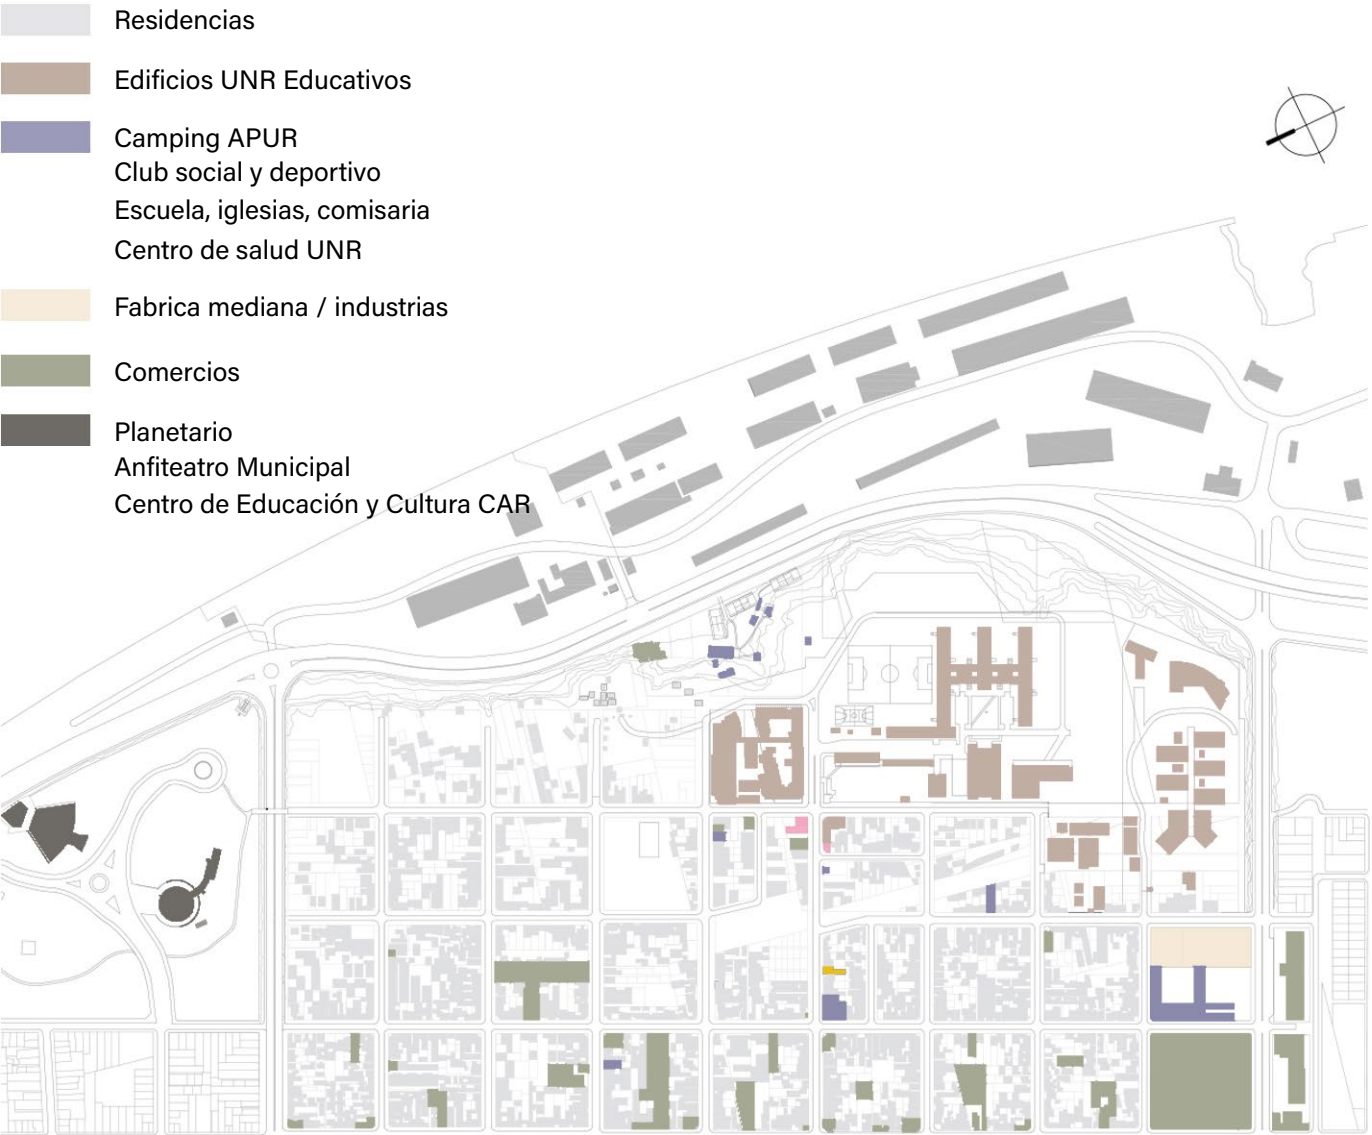 Residencias
Edificios UNR Educativos
Camping APUR
Club social y deportivo
Escuela, iglesias, comisaria
Centro de salud UNR
Fabrica mediana / industrias
Comercios
Planetario
Anfiteatro Municipal
Centro de Educación y Cultura CAR